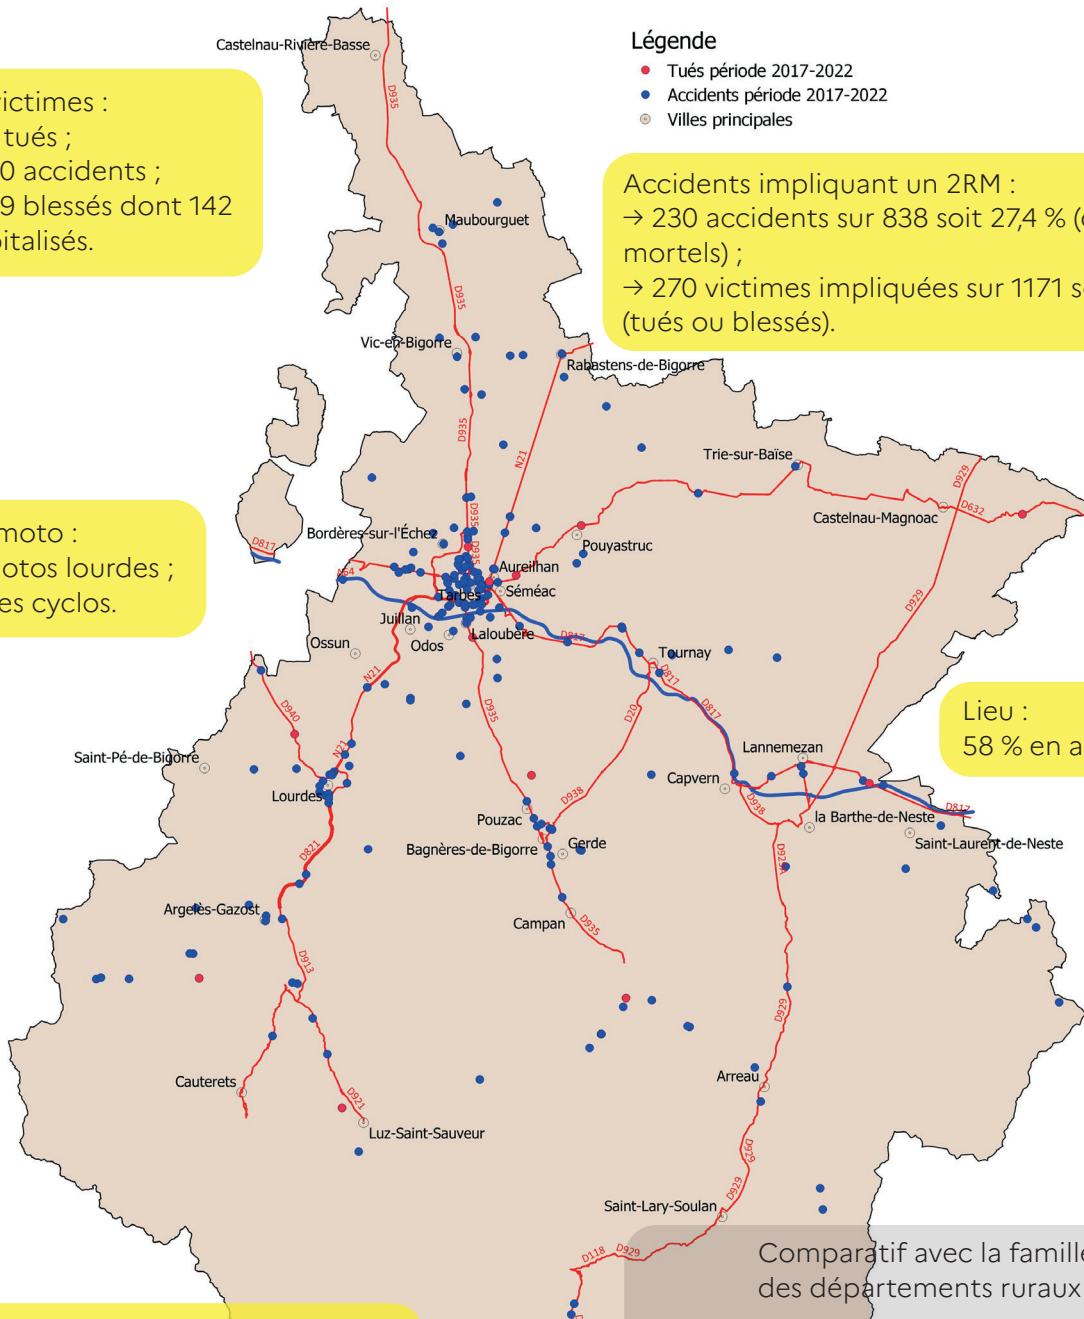 Castelnau-Rivière-Basse
Légende
Tués période 2017-2022
Accidents période 2017-2022
Villes principales
D935
victimes :
tués ;
0 accidents ;
9 blessés dont 142
italisés.
Accidents impliquant un 2RM :
→ 230 accidents sur 838 soit 27,4 %
mortels) ;
→ 270 victimes impliquées sur 1171
(tués ou blessés).
Maubourguet
D935
Vic-en-Bigorre
Rabastens-de-Bigorre
D935
N21
Trie-sur-Baïse
D929
D632
Castelnau-Magnoac
moto :
otos lourdes ;
es cyclos.
D935
Bordères-sur-l'Échez
D935
Pouyastruc
D817
A64
Aureilhan
Tarbes
Séméac
D929
Juillan
Odos
Laloubère
D817
Ossun
Tournay
N21
D817
D940
D935
D20
D817
Lieu :
58 % en a
N21
Saint-Pé-de-Bigorre
Lannemezan
Lourdes
Capvern
D938
D938
D817
Pouzac
la Barthe-de-Neste
Saint-Laurent-de-Neste
D821
Bagnères-de-Bigorre
Gerde
D929A
Argelès-Gazost
Campan
D935
D913
D929
Cauterets
Arreau
D921
Luz-Saint-Sauveur
D929
D929
Saint-Lary-Soulan
D118
D929
Comparatif avec la famille
des départements ruraux